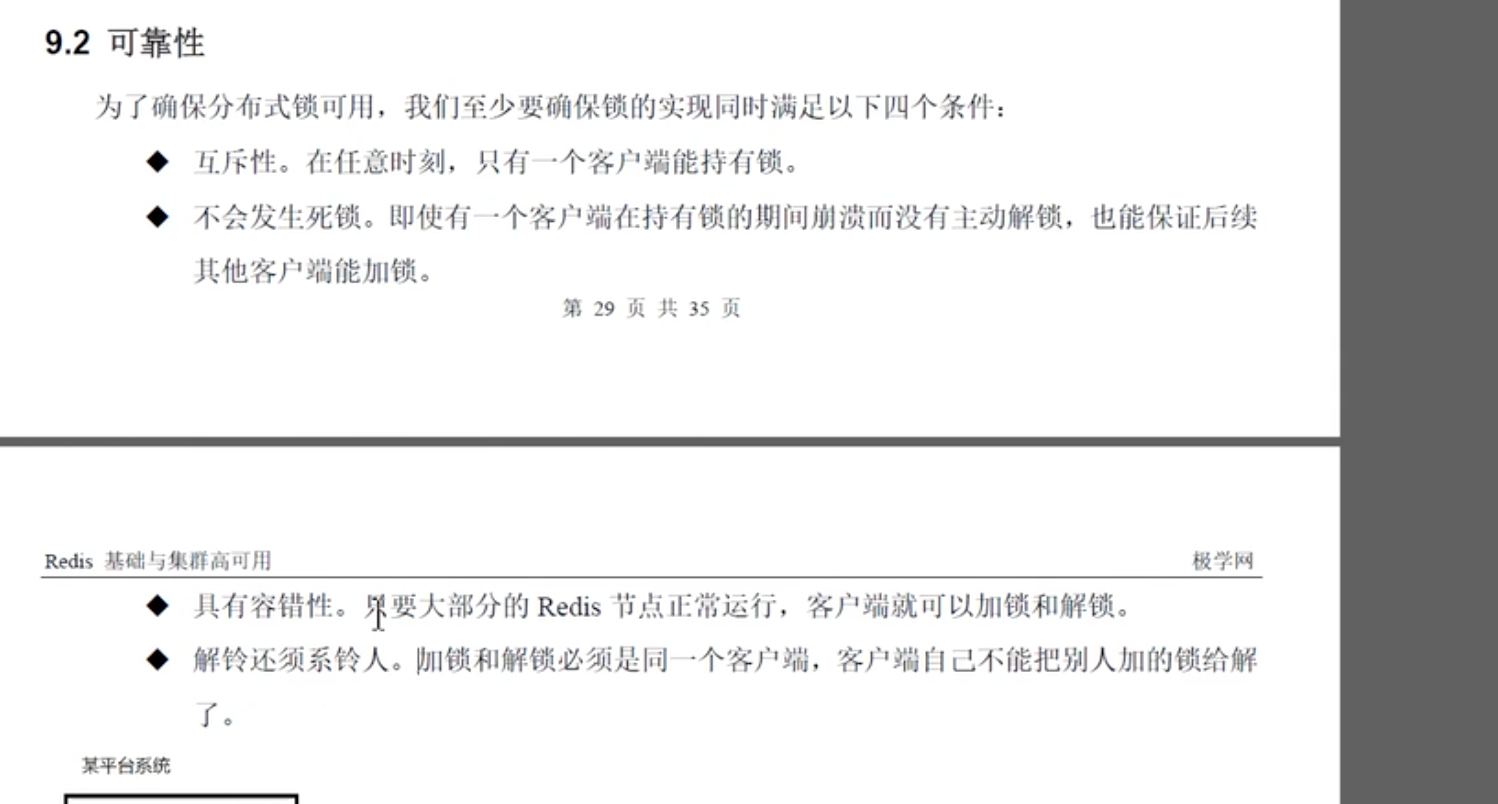 9.2 可靠性
为了确保分布式锁可用，我们至少要确保锁的实现同时满足以下四个条件：
◆ 互斥性。在任意时刻，只有一个客户端能持有锁。
◆ 不会发生死锁。即使有一个客户端在持有锁的期间崩溃而没有主动解锁，也能保证后续
其他客户端能加锁。
第 29 页 共 35 页
Redis 基础与集群高可用 极学网
◆ 具有容错性。只要大部分的 Redis 节点正常运行，客户端就可以加锁和解锁。
◆ 解铃还须系铃人。加锁和解锁必须是同一个客户端，客户端自己不能把别人加的锁给解
了。
某平台系统